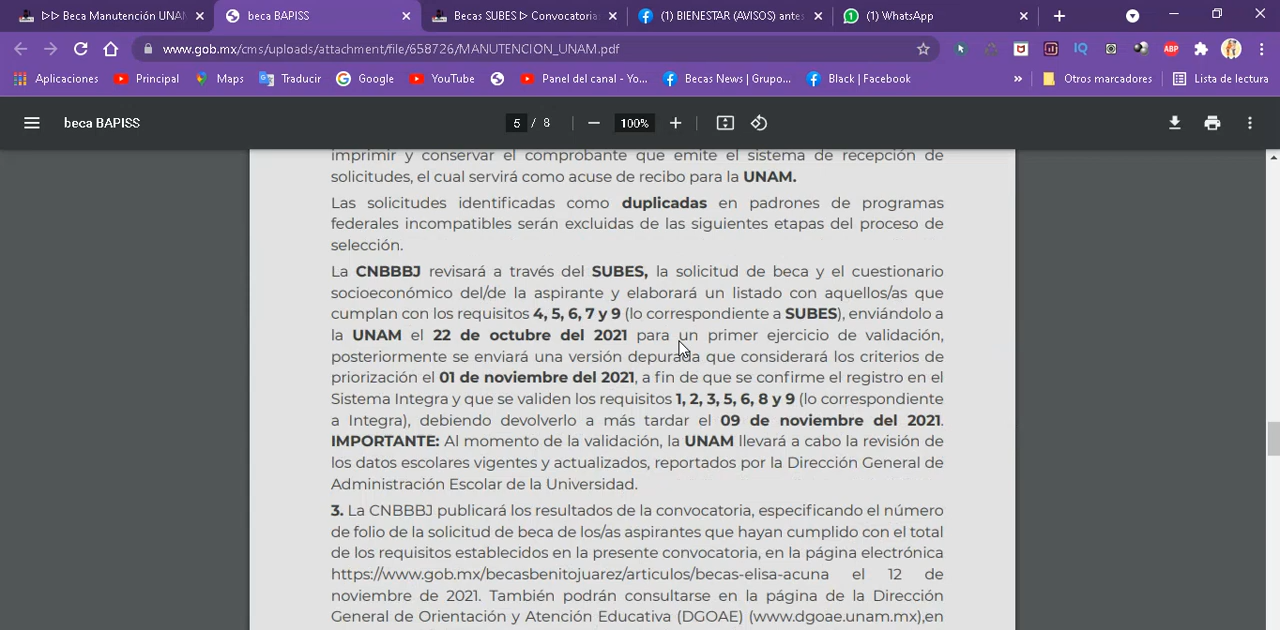 ▷▷ Beca Manutención UNAM
beca BAPISS
Becas SUBES ▷ Convocatoria
(1) BIENESTAR (AVISOS) antes
(1) WhatsApp
www.gob.mx/cms/uploads/attachment/file/658726/MANUTENCION_UNAM.pdf
IQ ABP
Aplicaciones Principal Maps Traducir Google YouTube Panel del canal - Yo... Becas News | Grupo... Black | Facebook » Otros marcadores Lista de lectura
beca BAPISS 5 / 8 100%
imprimir y conservar el comprobante que emite el sistema de recepción de
solicitudes, el cual servirá como acuse de recibo para la UNAM.
Las solicitudes identificadas como duplicadas en padrones de programas
federales incompatibles serán excluidas de las siguientes etapas del proceso de
selección.
La CNBBBJ revisará a través del SUBES, la solicitud de beca y el cuestionario
socioeconómico del/de la aspirante y elaborará un listado con aquellos/as que
cumplan con los requisitos 4, 5, 6, 7 y 9 (lo correspondiente a SUBES), enviándolo a
la UNAM el 22 de octubre del 2021 para un primer ejercicio de validación,
posteriormente se enviará una versión depurada que considerará los criterios de
priorización el 01 de noviembre del 2021, a fin de que se confirme el registro en el
Sistema Integra y que se validen los requisitos 1, 2, 3, 5, 6, 8 y 9 (lo correspondiente
a Integra), debiendo devolverlo a más tardar el 09 de noviembre del 2021.
IMPORTANTE: Al momento de la validación, la UNAM llevará a cabo la revisión de
los datos escolares vigentes y actualizados, reportados por la Dirección General de
Administración Escolar de la Universidad.
3. La CNBBBJ publicará los resultados de la convocatoria, especificando el número
de folio de la solicitud de beca de los/as aspirantes que hayan cumplido con el total
de los requisitos establecidos en la presente convocatoria, en la página electrónica
https://www.gob.mx/becasbenitojuarez/articulos/becas-elisa-acuna el 12 de
noviembre de 2021. También podrán consultarse en la página de la Dirección
General de Orientación y Atención Educativa (DGOAE) (www.dgoae.unam.mx),en